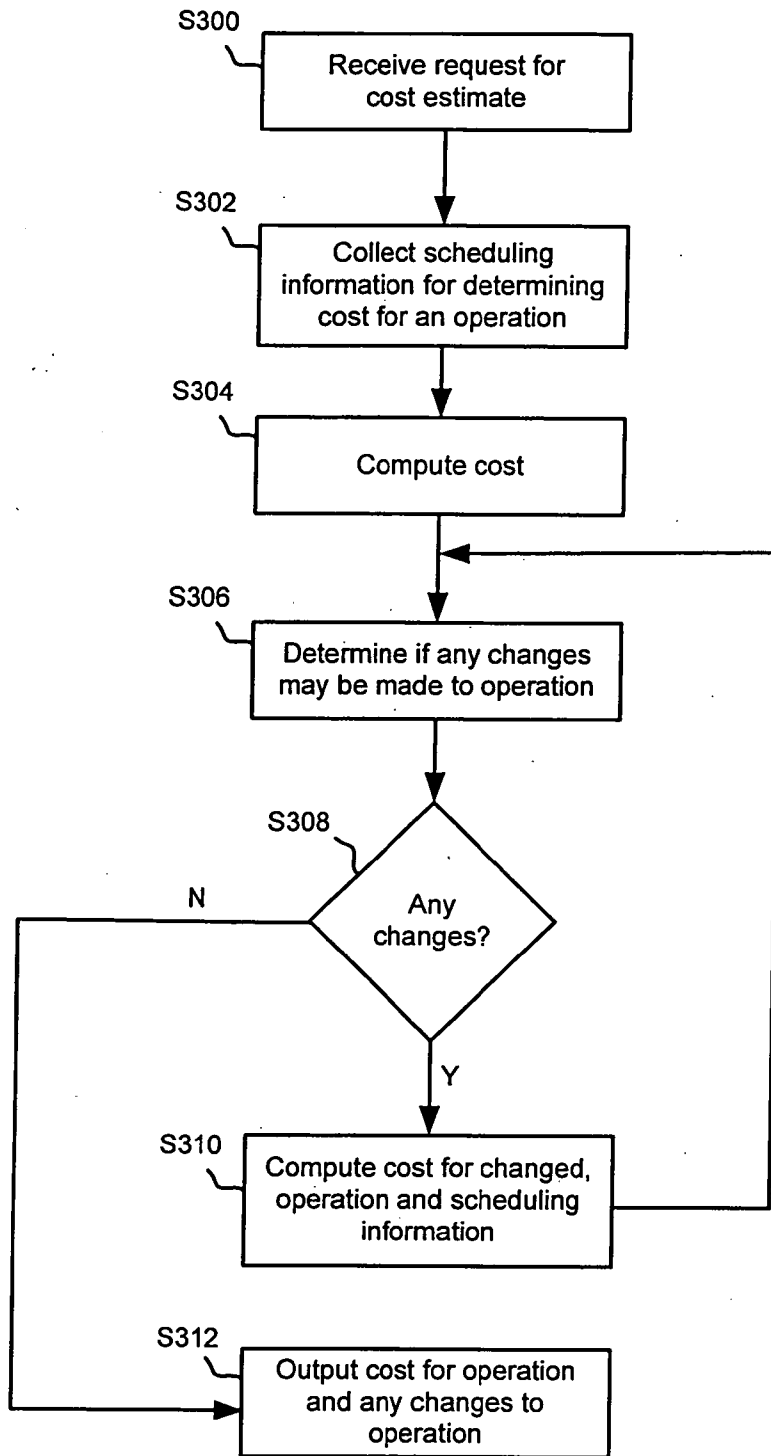 S300
Receive request for
cost estimate
S302
Collect scheduling
information for determining
cost for an operation
S304
Compute cost
S306
Determine if any changes
may be made to operation
S308
Any
changes?
N
Y
S310
Compute cost for changed,
operation and scheduling
information
S312
Output cost for operation
and any changes to
operation